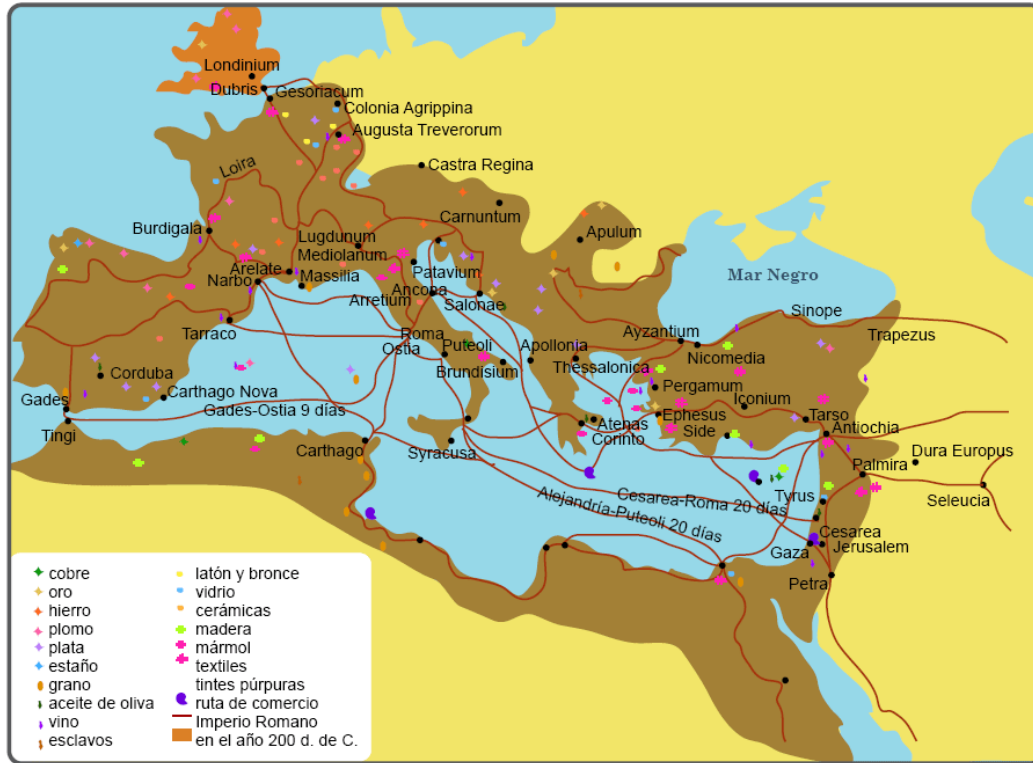 Londinium
Dubris
Gesoriacum
Colonia Agrippina
Augusta Treverorum
Castra Regina
Loira
Carnuntum
Burdigala
Lugdunum
Mediolanum
Apulum
Patavium
Arelate
Massilia
Mar Negro
Narbo
Ancona
Arretium
Salonae
Sinope
Tarraco
Roma
Ostia
Puteoli
Apollonia
Ayzantium
Trapezus
Brundisium
Thessalonica
Nicomedia
Corduba
Carthago Nova
Pergamum
Iconium
Gades
Gades-Ostia 9 días
Ephesus
Tarso
Tingi
Atenas
Corinto
Side
Antiochia
Carthago
Syracusa
Dura Europus
Palmira
Cesarea-Roma 20 días
Tyrus
Seleucia
Alejandría-Puteoli 20 días
Cesarea
Gaza
Jerusalem
Petra
cobre
oro
hierro
plomo
plata
estaño
grano
aceite de oliva
vino
esclavos
latón y bronce
vidrio
cerámicas
madera
mármol
textiles
tintes púrpuras
ruta de comercio
Imperio Romano
en el año 200 d. de C.